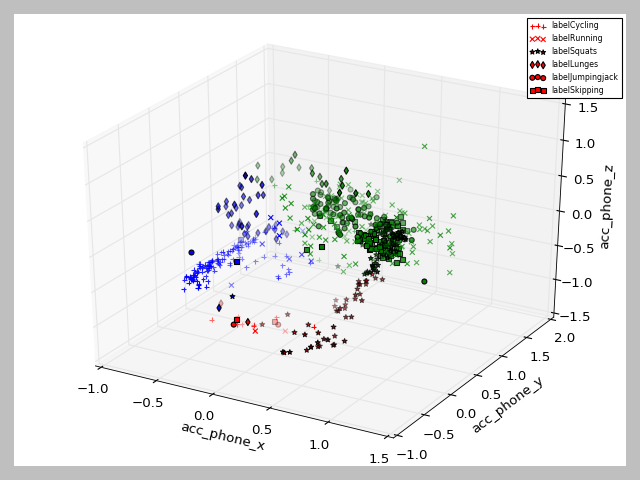 labelCycling
labelRunning
labelSquats
labelLunges
labelJumpingjack
labelSkipping
1.5
1.0
0.5
0.0
−0.5
−1.0
−1.5
acc_phone_z
2.0
1.5
1.0
0.5
0.0
−0.5
−1.0
acc_phone_y
−1.0
−0.5
0.0
0.5
1.0
1.5
acc_phone_x